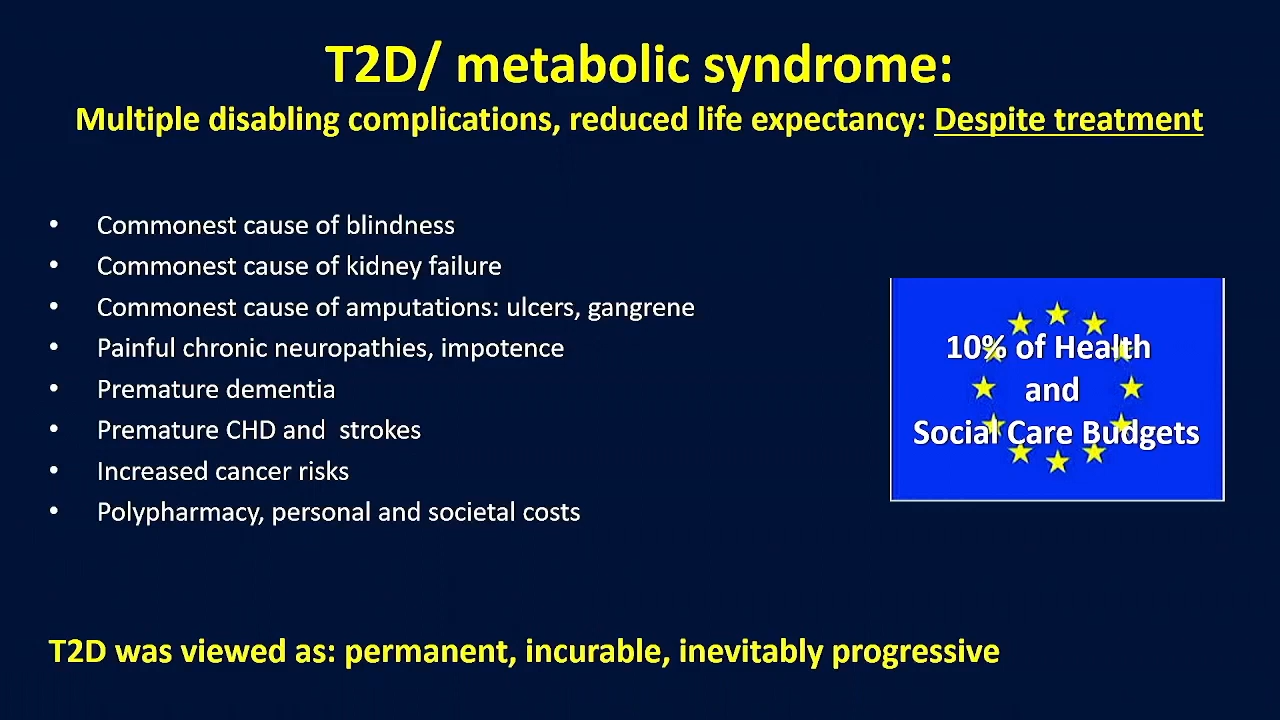 T2D/ metabolic syndrome:
Multiple disabling complications, reduced life expectancy: Despite treatment
• Commonest cause of blindness
• Commonest cause of kidney failure
• Commonest cause of amputations: ulcers, gangrene
• Painful chronic neuropathies, impotence
• Premature dementia
• Premature CHD and strokes
• Increased cancer risks
• Polypharmacy, personal and societal costs
10% of Health
and
Social Care Budgets
T2D was viewed as: permanent, incurable, inevitably progressive